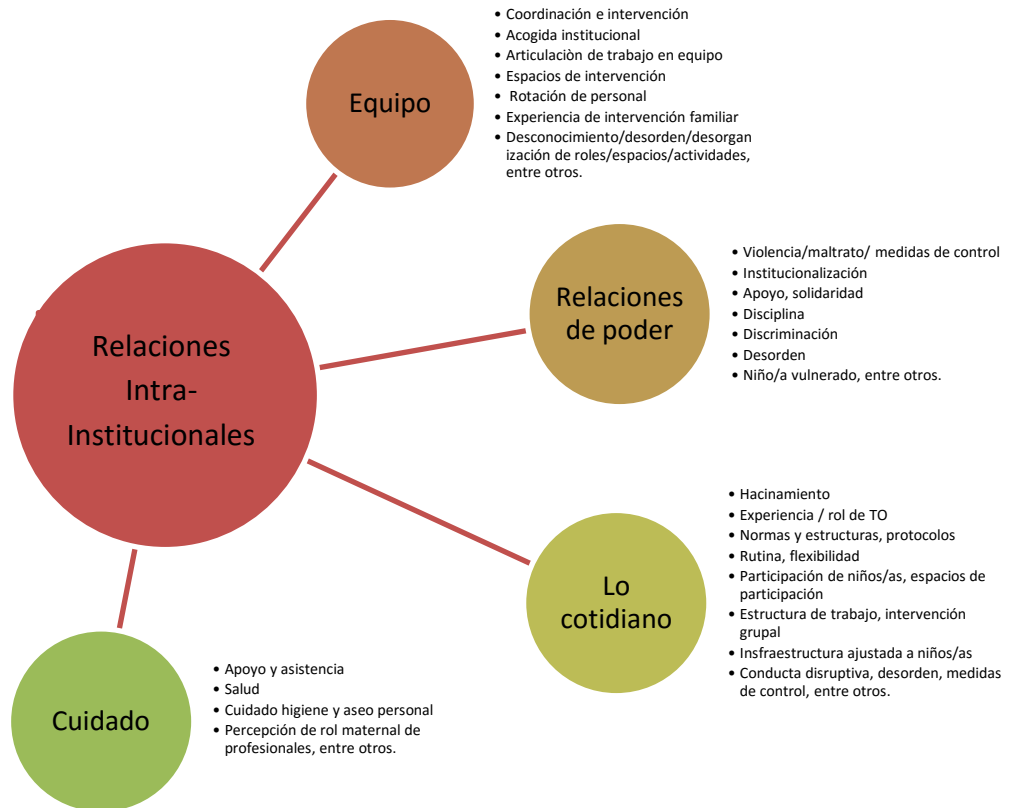 • Coordinación e intervención
• Acogida institucional
• Articulaciòn de trabajo en equipo
• Espacios de intervención
• Rotación de personal
• Experiencia de intervención familiar
• Desconocimiento/desorden/desorgan
ización de roles/espacios/actividades,
entre otros.
Equipo
• Violencia/maltrato/ medidas de control
• Institucionalización
• Apoyo, solidaridad
• Disciplina
• Discriminación
• Desorden
• Niño/a vulnerado, entre otros.
Relaciones
de poder
Relaciones
Intra-
Institucionales
• Hacinamiento
• Experiencia / rol de TO
• Normas y estructuras, protocolos
• Rutina, flexibilidad
• Participación de niños/as, espacios de
participación
• Estructura de trabajo, intervención
grupal
• Insfraestructura ajustada a niños/as
• Conducta disruptiva, desorden, medidas
de control, entre otros.
Lo
cotidiano
• Apoyo y asistencia
• Salud
• Cuidado higiene y aseo personal
• Percepción de rol maternal de
profesionales, entre otros.
Cuidado